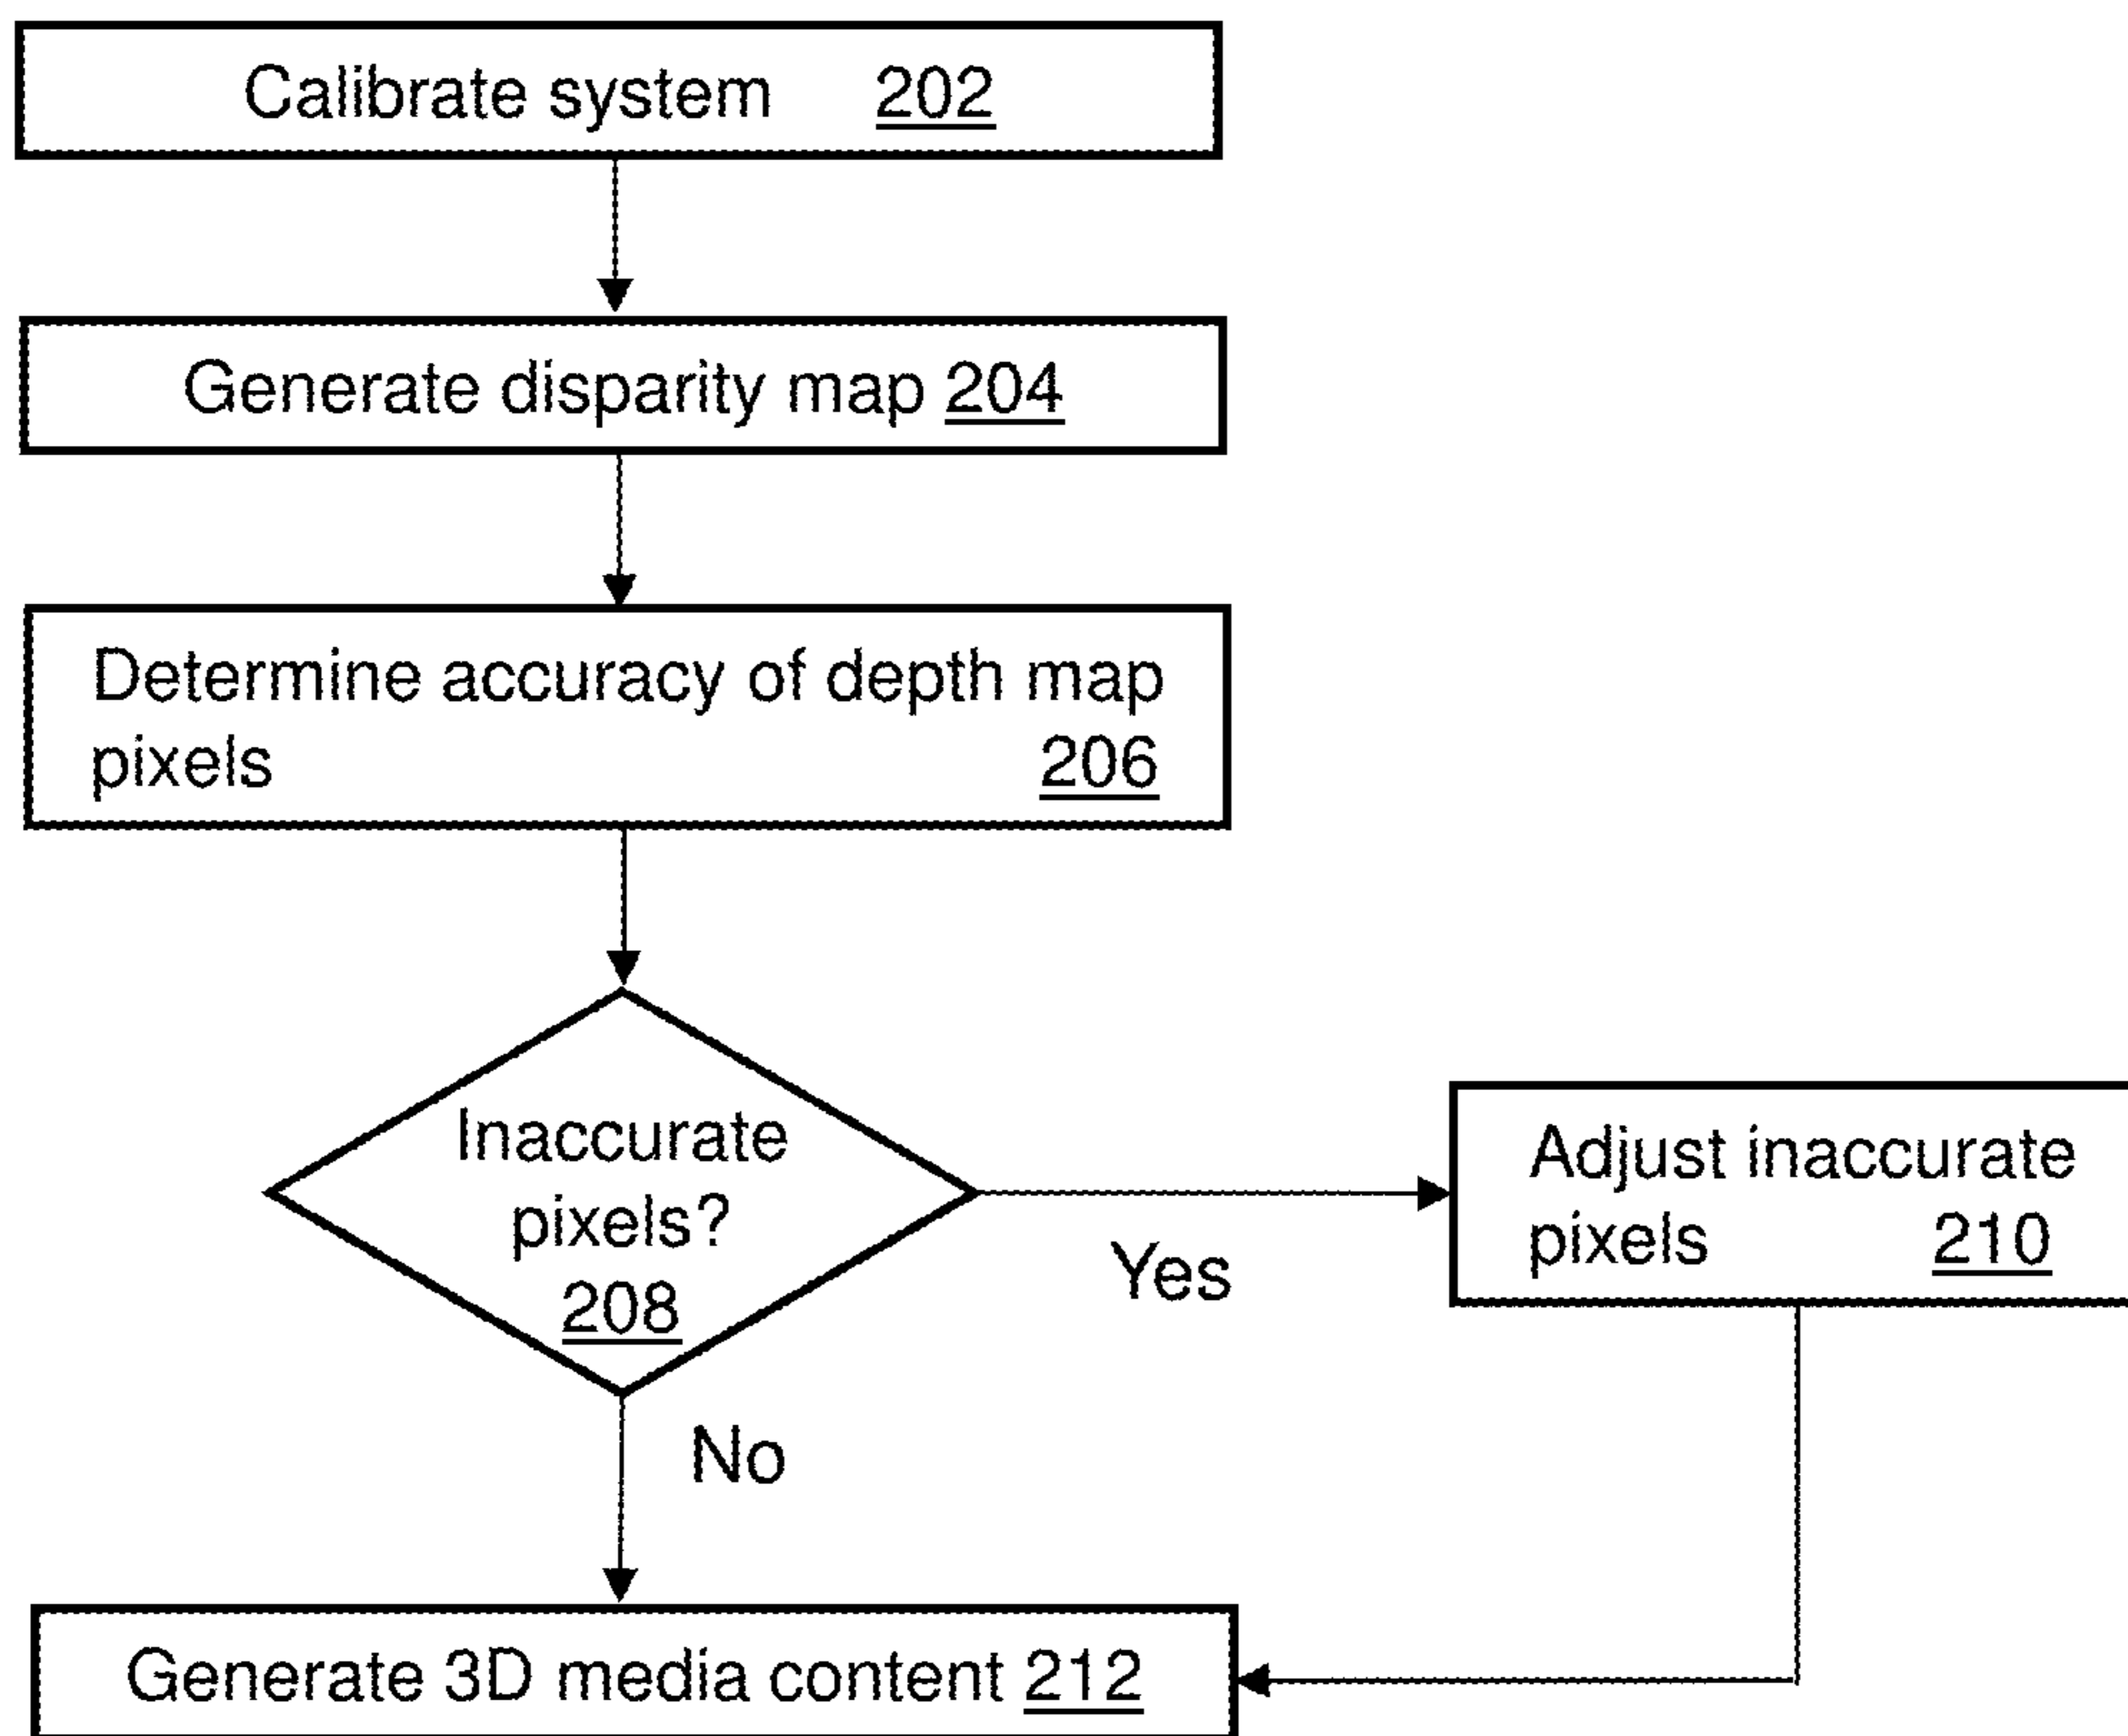 Calibrate system 202
Generate disparity map 204
Determine accuracy of depth map
pixels 206
Inaccurate
pixels?
208
Yes
Adjust inaccurate
pixels 210
No
Generate 3D media content 212